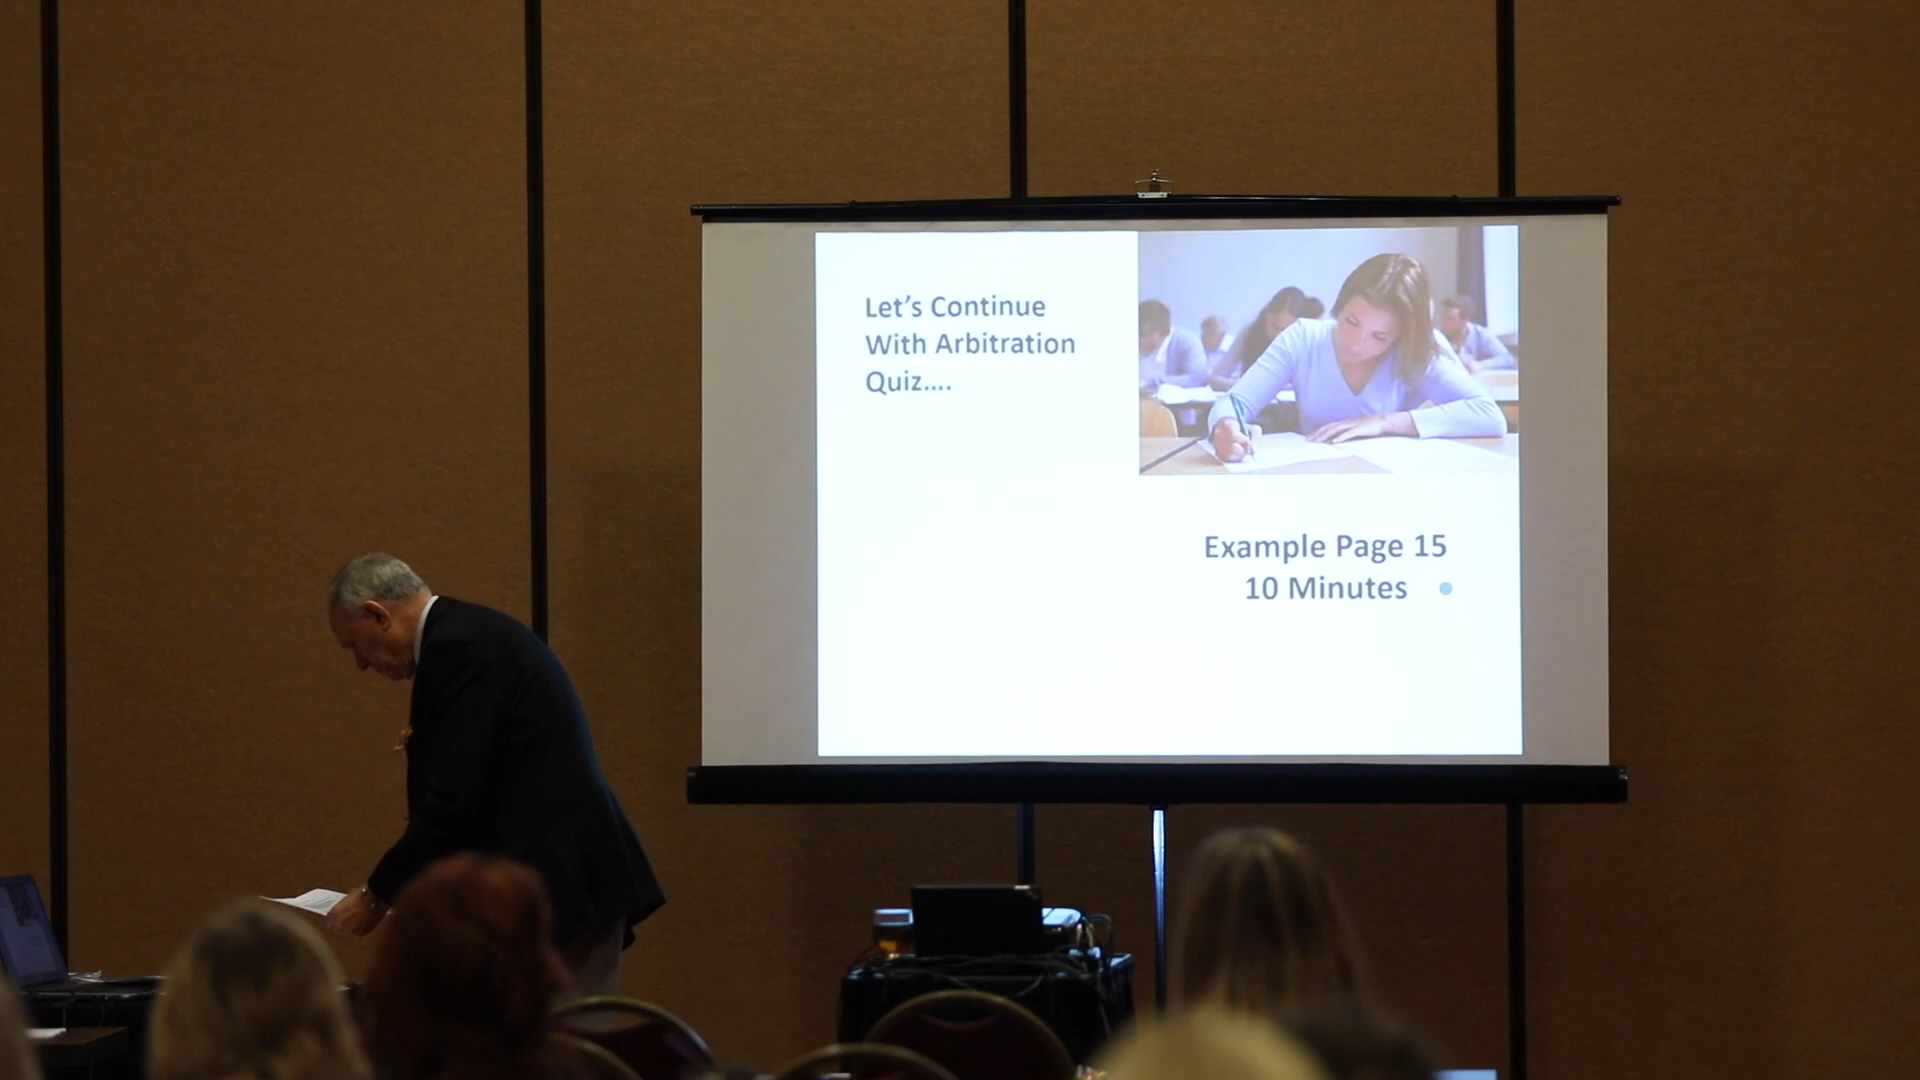 Let’s Continue
With Arbitration
Quiz....
Example Page 15
10 Minutes